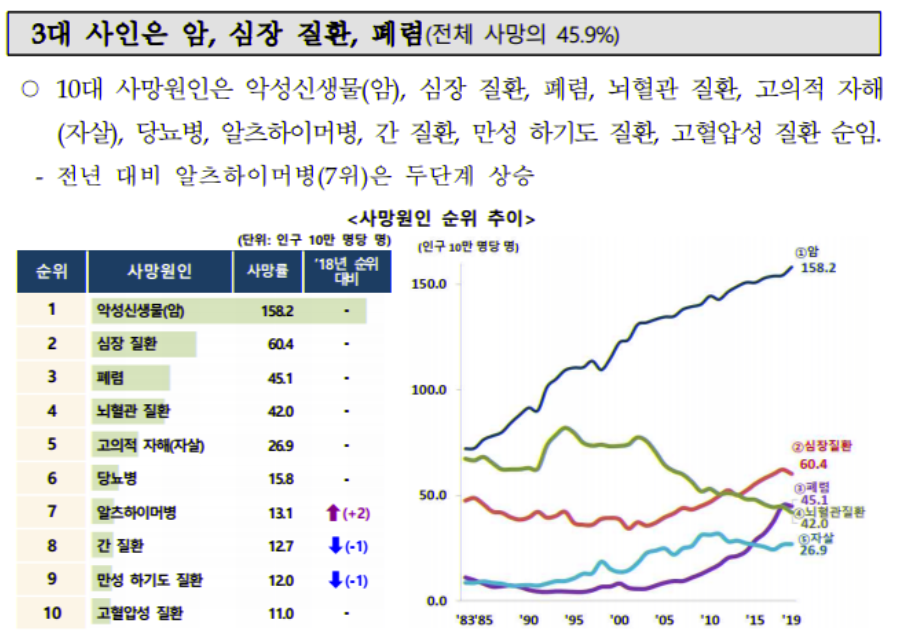 3대 사인은 암, 심장 질환, 폐렴(전체 사망의 45.9%)
○ 10대 사망원인은 악성신생물(암), 심장 질환, 폐렴, 뇌혈관 질환, 고의적 자해
(자살), 당뇨병, 알츠하이머병, 간 질환, 만성 하기도 질환, 고혈압성 질환 순임.
- 전년 대비 알츠하이머병(7위)은 두단계 상승
<사망원인 순위 추이>
(단위: 인구 10만 명당 명)
순위 사망원인 사망률 '18년 순위 대비
1 악성신생물(암) 158.2 -
2 심장 질환 60.4 -
3 폐렴 45.1 -
4 뇌혈관 질환 42.0 -
5 고의적 자해(자살) 26.9 -
6 당뇨병 15.8 -
7 알츠하이머병 13.1 ⬆(+2)
8 간 질환 12.7 ⬇(-1)
9 만성 하기도 질환 12.0 ⬇(-1)
10 고혈압성 질환 11.0 -
(인구 10만 명당 명)
150.0
100.0
50.0
0.0
①암
158.2
②심장질환
60.4
③폐렴
45.1
④뇌혈관질환
42.0
⑤자살
26.9
'83'85 '90 '95 '00 '05 '10 '15 '19